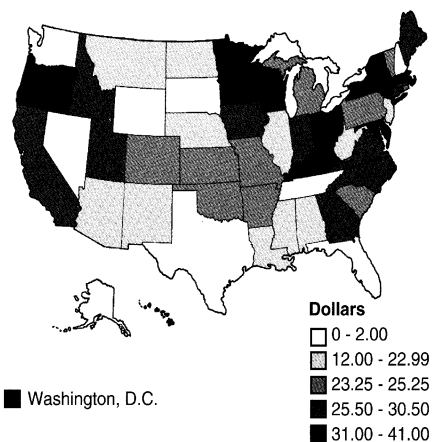 Dollars
0 - 2.00
12.00 - 22.99
23.25 - 25.25
25.50 - 30.50
31.00 - 41.00
Washington, D.C.